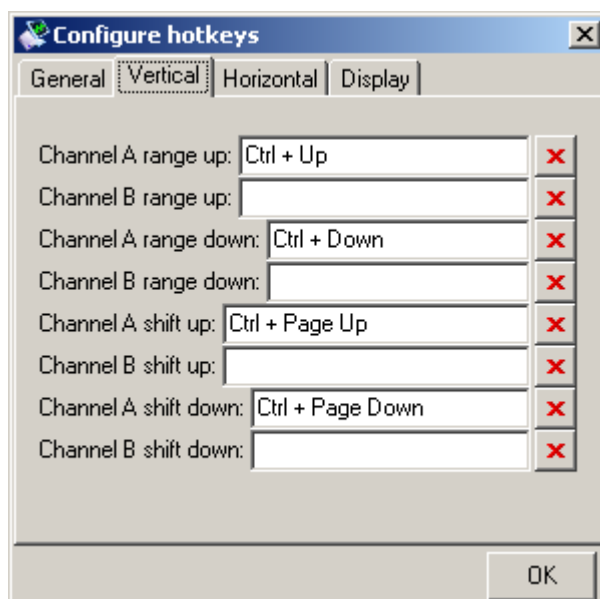 Configure hotkeys
General Vertical Horizontal Display
Channel A range up: Ctrl + Up
Channel B range up:
Channel A range down: Ctrl + Down
Channel B range down:
Channel A shift up: Ctrl + Page Up
Channel B shift up:
Channel A shift down: Ctrl + Page Down
Channel B shift down:
OK